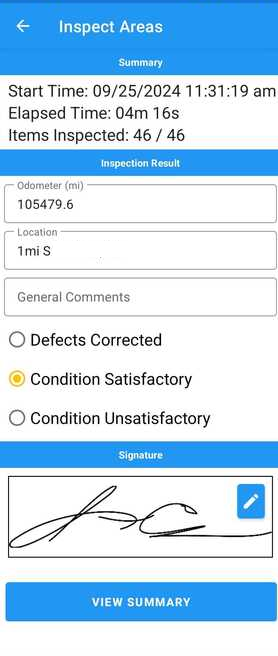 Inspect Areas
Summary
Start Time: 09/25/2024 11:31:19 am
Elapsed Time: 04m 16s
Items Inspected: 46 / 46
Inspection Result
Odometer (mi)
105479.6
Location
1mi S
General Comments
Defects Corrected
Condition Satisfactory
Condition Unsatisfactory
Signature
VIEW SUMMARY